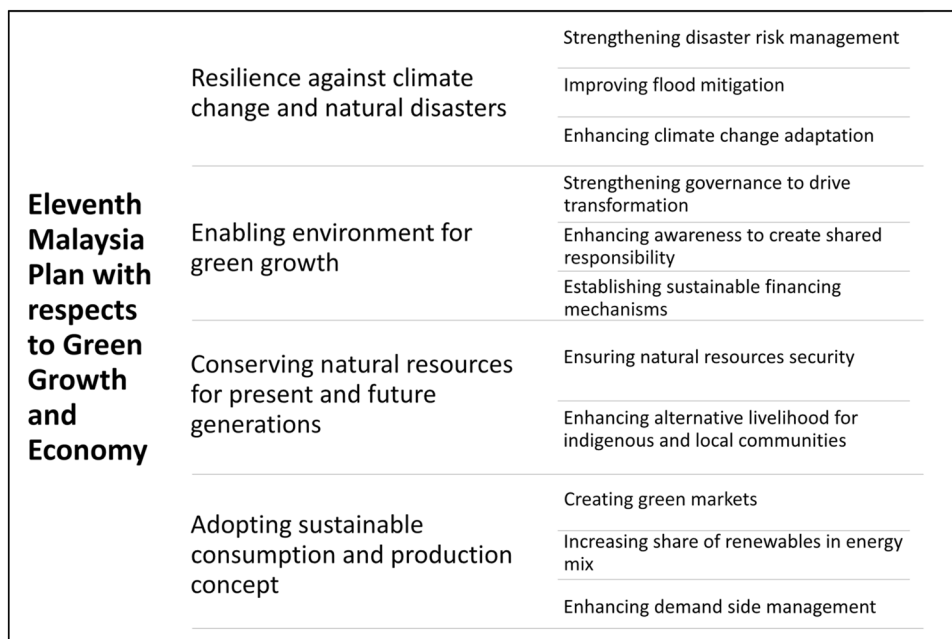 Eleventh
Malaysia
Plan with
respects
to Green
Growth
and
Economy
Resilience against climate
change and natural disasters
Strengthening disaster risk management
Improving flood mitigation
Enhancing climate change adaptation
Enabling environment for
green growth
Strengthening governance to drive
transformation
Enhancing awareness to create shared
responsibility
Establishing sustainable financing
mechanisms
Conserving natural resources
for present and future
generations
Ensuring natural resources security
Enhancing alternative livelihood for
indigenous and local communities
Adopting sustainable
consumption and production
concept
Creating green markets
Increasing share of renewables in energy
mix
Enhancing demand side management